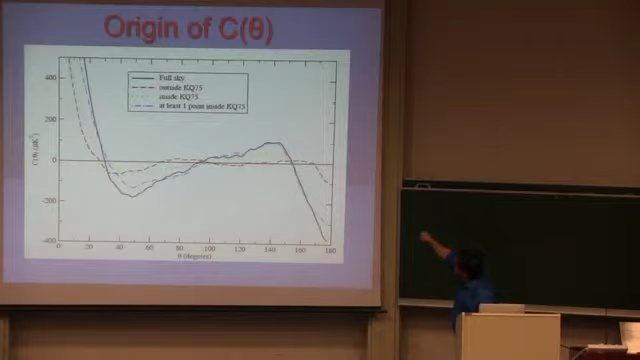 Origin of C(θ)
Full sky
outside KQ75
inside KQ75
at least 1 point inside KQ75
400
200
0
-200
-400
C(θ) (μK²)
0
20
40
60
80
100
120
140
160
180
θ (degrees)